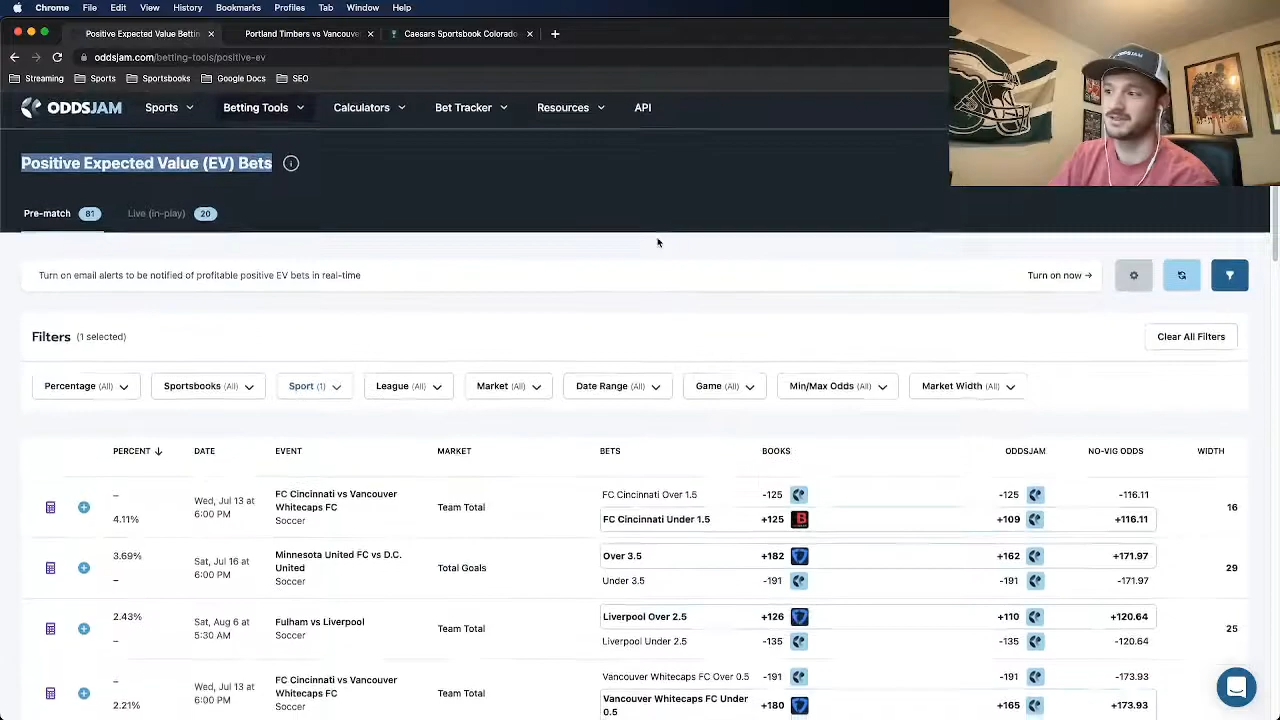 Chrome File Edit View History Bookmarks Profiles Tab Window Help
Positive Expected Value Bettin × Portland Timbers vs Vancouve × Caesars Sportsbook Colorado × +
oddsjam.com/betting-tools/positive-ev
Streaming Sports Sportsbooks Google Docs SEO
ODDSJAM Sports Betting Tools Calculators Bet Tracker Resources API
Positive Expected Value (EV) Bets
Pre-match 81 Live (in-play) 20
Turn on email alerts to be notified of profitable positive EV bets in real-time Turn on now →
Filters (1 selected) Clear All Filters
Percentage (All) Sportsbooks (All) Sport (1) League (All) Market (All) Date Range (All) Game (All) Min/Max Odds (All) Market Width (All)
PERCENT ↓ DATE EVENT MARKET BETS BOOKS ODDSJAM NO-VIG ODDS WIDTH
– FC Cincinnati vs Vancouver FC Cincinnati Over 1.5 -125 -125 -116.11
Wed, Jul 13 at Whitecaps FC Team Total 16
4.11% 6:00 PM Soccer FC Cincinnati Under 1.5 +125 +109 +116.11
3.69% Minnesota United FC vs D.C. Over 3.5 +182 +162 +171.97
Sat, Jul 16 at United Total Goals 29
– 6:00 PM Soccer Under 3.5 -191 -191 -171.97
2.43% Liverpool Over 2.5 +126 +110 +120.64
Sat, Aug 6 at Fulham vs Liverpool Team Total 25
– 5:30 AM Soccer Liverpool Under 2.5 -135 -135 -120.64
– FC Cincinnati vs Vancouver Vancouver Whitecaps FC Over 0.5 -191 -191 -173.93
Wed, Jul 13 at Whitecaps FC Team Total 21
2.21% 6:00 PM Soccer Vancouver Whitecaps FC Under +180 +165 +173.93
0.5